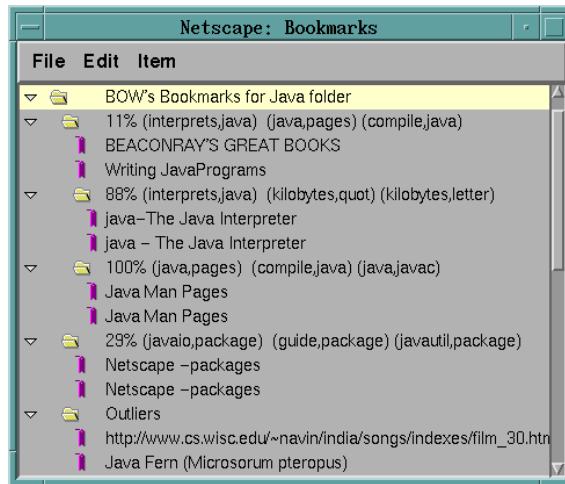 Netscape: Bookmarks
File Edit Item
BOW's Bookmarks for Java folder
11% (interprets,java) (java,pages) (compile,java)
BEACONRAY'S GREAT BOOKS
Writing JavaPrograms
88% (interprets,java) (kilobytes,quot) (kilobytes,letter)
java-The Java Interpreter
java - The Java Interpreter
100% (java,pages) (compile,java) (java,javac)
Java Man Pages
Java Man Pages
29% (javaio,package) (guide,package) (javautil,package)
Netscape -packages
Netscape -packages
Outliers
http://www.cs.wisc.edu/~navin/india/songs/indexes/film_30.htm
Java Fern (Microsorum pteropus)